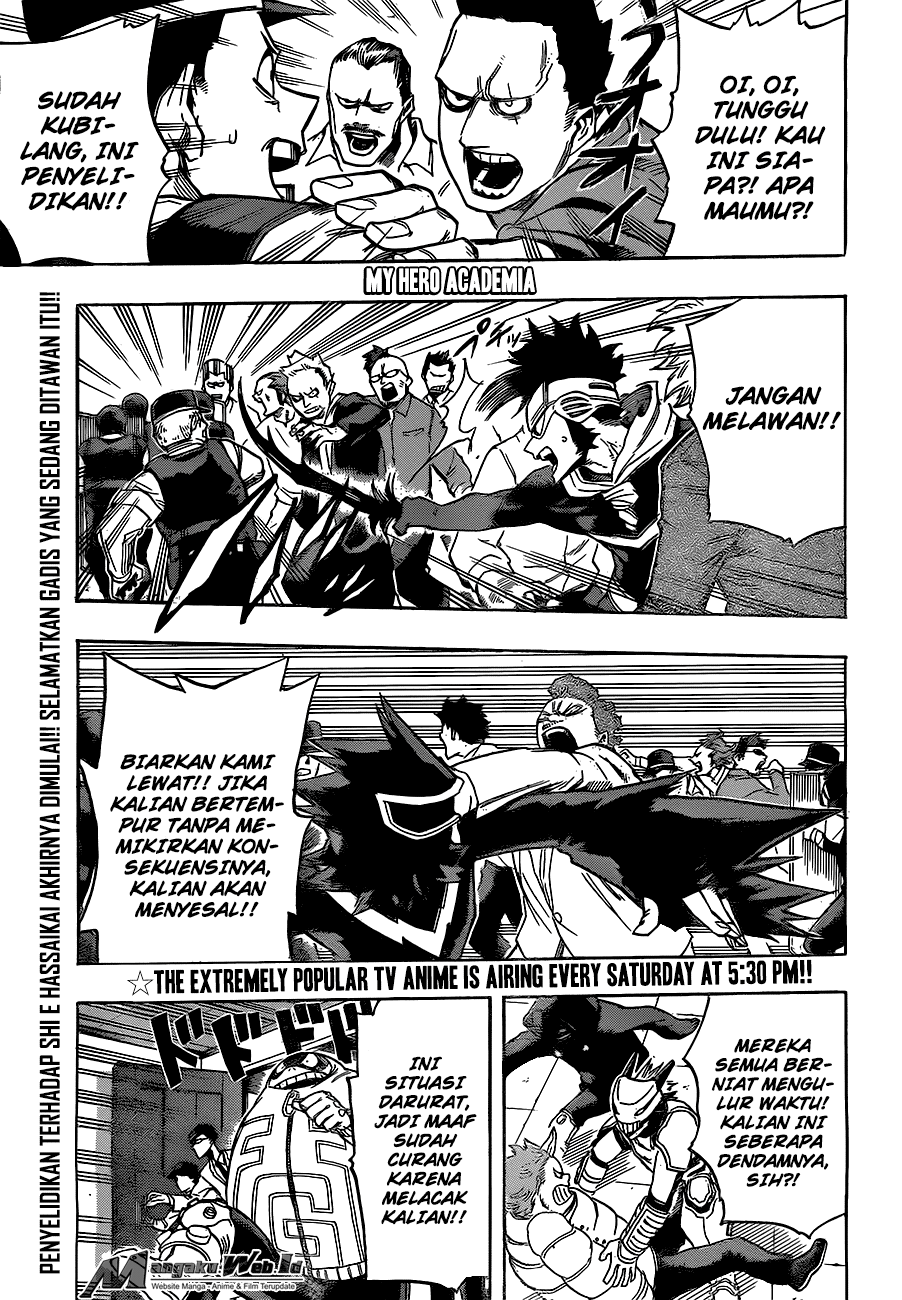 OI, OI,
TUNGGU
DULU! KAU
INI SIA-
PA?! APA
MAUMU?!
フオオイ
SUDAH
KUBI-
LANG, INI
PENYELI-
DIKAN!!
MY HERO ACADEMIA
PENYELIDIKAN TERHADAP SHI E HASSAIKAI AKHIRNYA DIMULAI!! SELAMATKAN GADIS YANG SEDANG DITAWAN ITU!!
JANGAN
MELAWAN!!
BIARKAN KAMI
LEWAT!! JIKA
KALIAN BERTEM-
PUR TANPA ME-
MIKIRKAN KON-
SEKUENSINYA,
KALIAN AKAN
MENYESAL!!
☆THE EXTREMELY POPULAR TV ANIME IS AIRING EVERY SATURDAY AT 5:30 PM!!
MEREKA
SEMUA BER-
NIAT MENGU-
LUR WAKTU!
KALIAN INI
SEBERAPA
DENDAMNYA,
SIH?!
INI
SITUASI
DARURAT,
JADI MAAF
SUDAH
CURANG
KARENA
MELACAK
KALIAN!!
ドドドド
MangakuWeb.Id
Website Manga - Anime & Film Terupdate